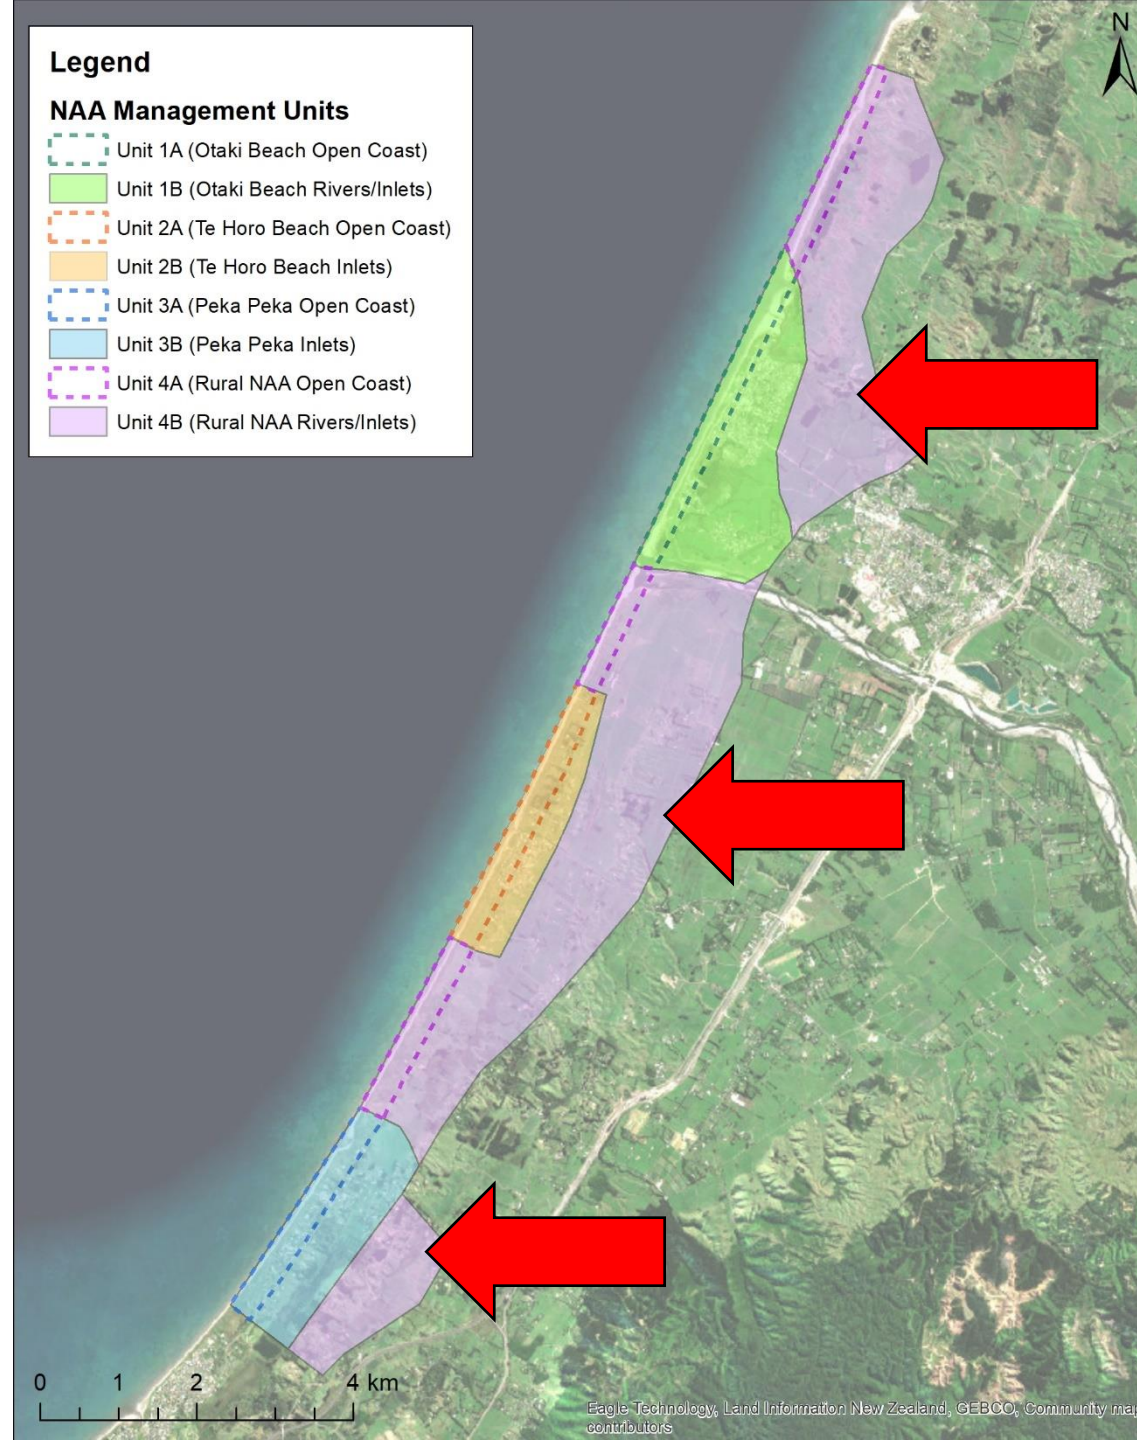 Legend
NAA Management Units
Unit 1A (Otaki Beach Open Coast)
Unit 1B (Otaki Beach Rivers/Inlets)
Unit 2A (Te Horo Beach Open Coast)
Unit 2B (Te Horo Beach Inlets)
Unit 3A (Peka Peka Open Coast)
Unit 3B (Peka Peka Inlets)
Unit 4A (Rural NAA Open Coast)
Unit 4B (Rural NAA Rivers/Inlets)
N
0 1 2 4 km
Eagle Technology, Land Information New Zealand, GEBCO, Community map
contributors